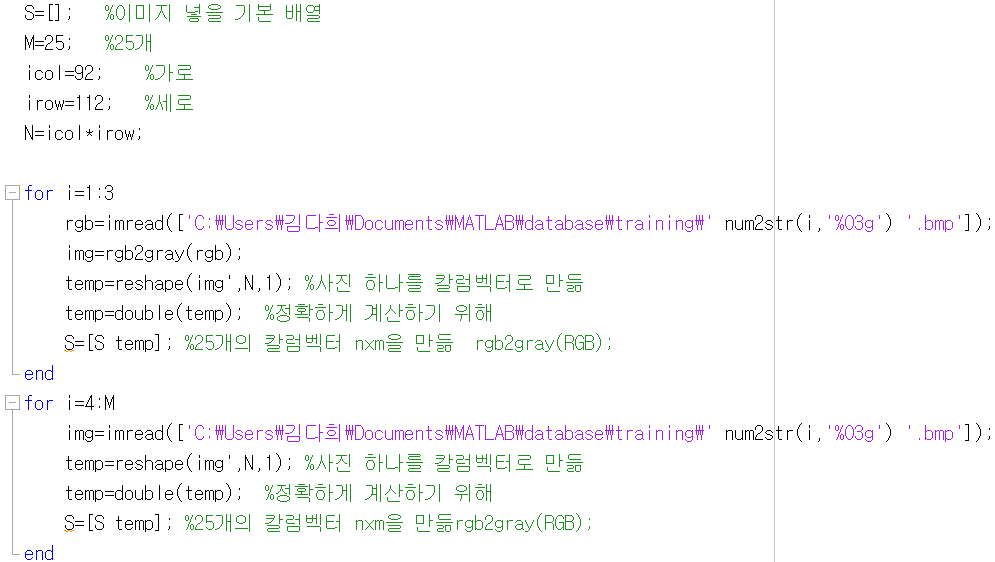 S=[];   %이미지 넣을 기본 배열
M=25;   %25개
icol=92;    %가로
irow=112;   %세로
N=icol*irow;
for i=1:3
rgb=imread(['C:₩Users₩김다희₩Documents₩MATLAB₩database₩training₩' num2str(i,'%03g') '.bmp']);
img=rgb2gray(rgb);
temp=reshape(img',N,1); %사진 하나를 칼럼벡터로 만듦
temp=double(temp);  %정확하게 계산하기 위해
S=[S temp]; %25개의 칼럼벡터 nxm을 만듦  rgb2gray(RGB);
end
for i=4:M
img=imread(['C:₩Users₩김다희₩Documents₩MATLAB₩database₩training₩' num2str(i,'%03g') '.bmp']);
temp=reshape(img',N,1); %사진 하나를 칼럼벡터로 만듦
temp=double(temp);  %정확하게 계산하기 위해
S=[S temp]; %25개의 칼럼벡터 nxm을 만듦rgb2gray(RGB);
end